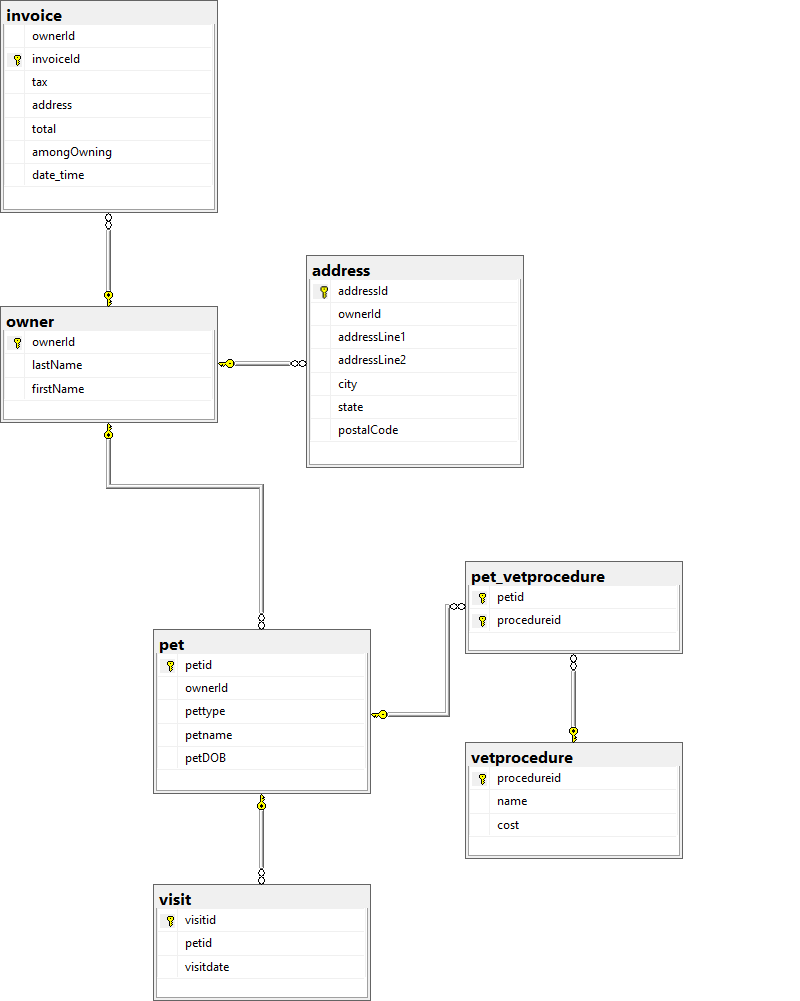 invoice
ownerId
invoiceId
tax
address
total
amongOwning
date_time
owner
ownerId
lastName
firstName
address
addressId
ownerId
addressLine1
addressLine2
city
state
postalCode
pet
petid
ownerId
pettype
petname
petDOB
pet_vetprocedure
petid
procedureid
vetprocedure
procedureid
name
cost
visit
visitid
petid
visitdate